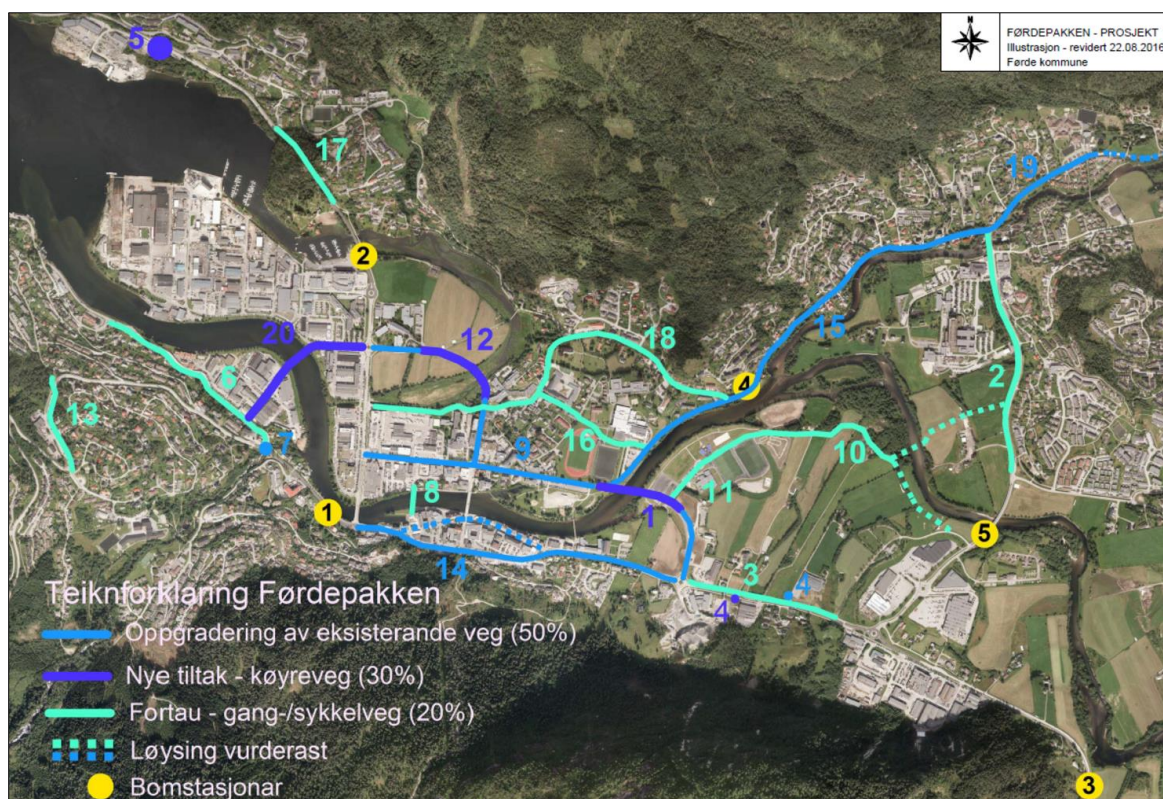 FØRDEPAKKEN - PROSJEKT
Illustrasjon - revidert 22.08.2016
Førde kommune
5
17
2
19
15
20
12
18
6
2
13
7
4
16
9
10
11
8
1
1
5
14
3
4
4
3
Teiknforklaring Førdepakken
Oppgradering av eksisterande veg (50%)
Nye tiltak - køyreveg (30%)
Fortau - gang-/sykkelveg (20%)
Løysing vurderast
Bomstasjonar